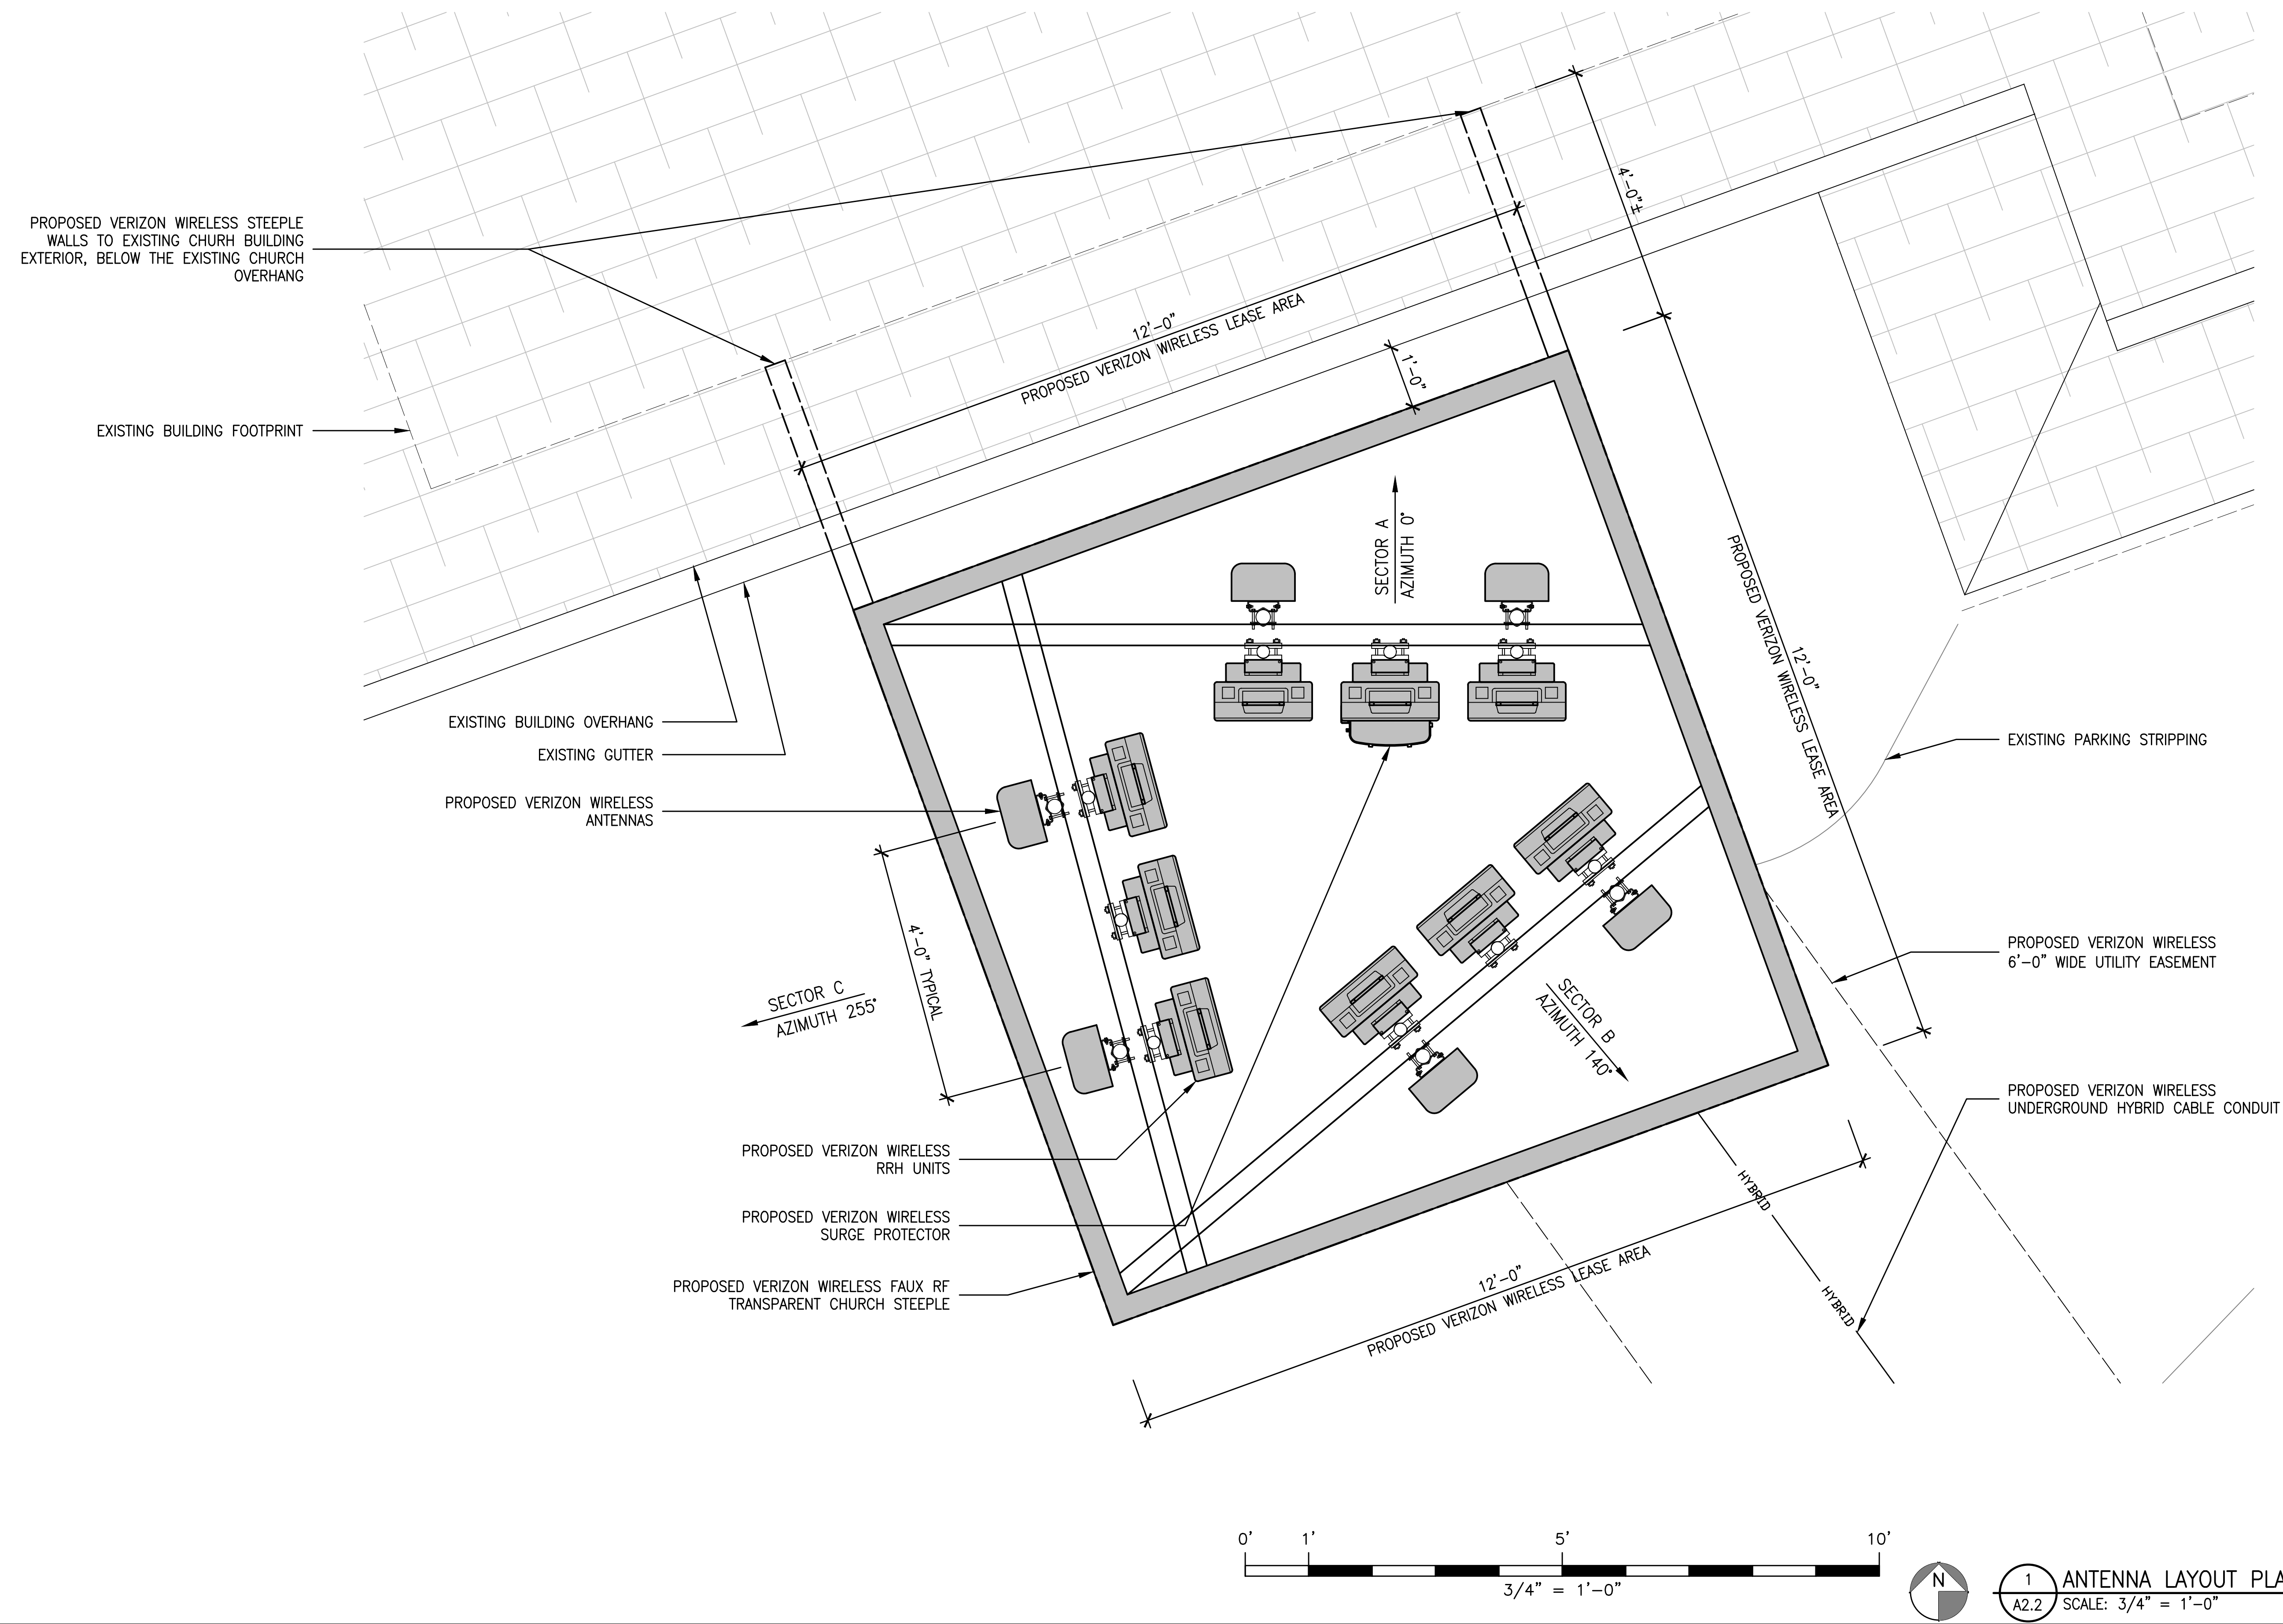 PROPOSED VERIZON WIRELESS STEEPLE
WALLS TO EXISTING CHURH BUILDING
EXTERIOR, BELOW THE EXISTING CHURCH
OVERHANG
EXISTING BUILDING FOOTPRINT
4'-0"±
12'-0"
PROPOSED VERIZON WIRELESS LEASE AREA
1'-0"
SECTOR A
AZIMUTH 0°
12'-0"
PROPOSED VERIZON WIRELESS LEASE AREA
EXISTING BUILDING OVERHANG
EXISTING GUTTER
PROPOSED VERIZON WIRELESS
ANTENNAS
EXISTING PARKING STRIPPING
4'-0" TYPICAL
SECTOR C
AZIMUTH 255°
SECTOR B
AZIMUTH 140°
PROPOSED VERIZON WIRELESS
6'-0" WIDE UTILITY EASEMENT
PROPOSED VERIZON WIRELESS
UNDERGROUND HYBRID CABLE CONDUIT
PROPOSED VERIZON WIRELESS
RRH UNITS
PROPOSED VERIZON WIRELESS
SURGE PROTECTOR
PROPOSED VERIZON WIRELESS FAUX RF
TRANSPARENT CHURCH STEEPLE
HYBRID
HYBRID
12'-0"
PROPOSED VERIZON WIRELESS LEASE AREA
0' 1' 5' 10'
3/4" = 1'-0"
N
1
A2.2
ANTENNA LAYOUT PLA
SCALE: 3/4" = 1'-0"